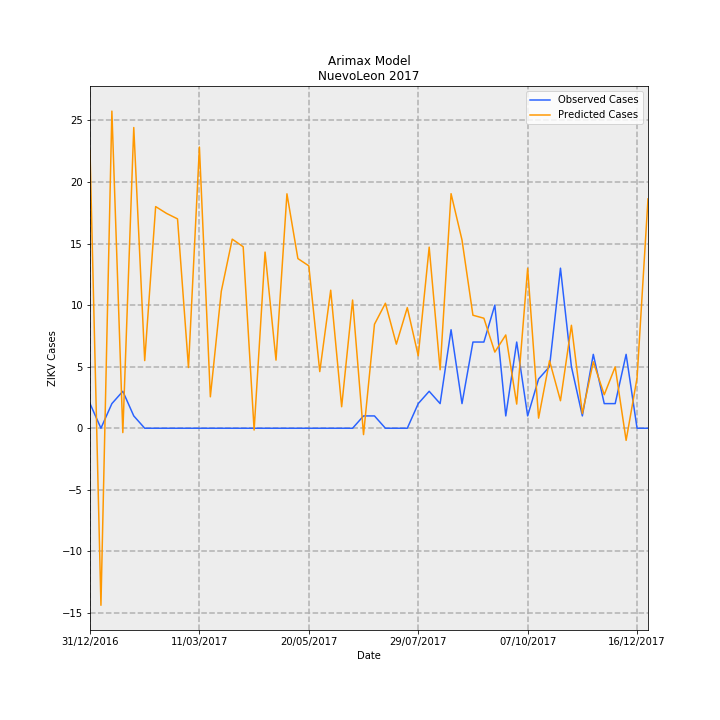 Arimax Model
NuevoLeon 2017
Observed Cases
Predicted Cases
ZIKV Cases
25
20
15
10
5
0
−5
−10
−15
31/12/2016
11/03/2017
20/05/2017
29/07/2017
07/10/2017
16/12/2017
Date